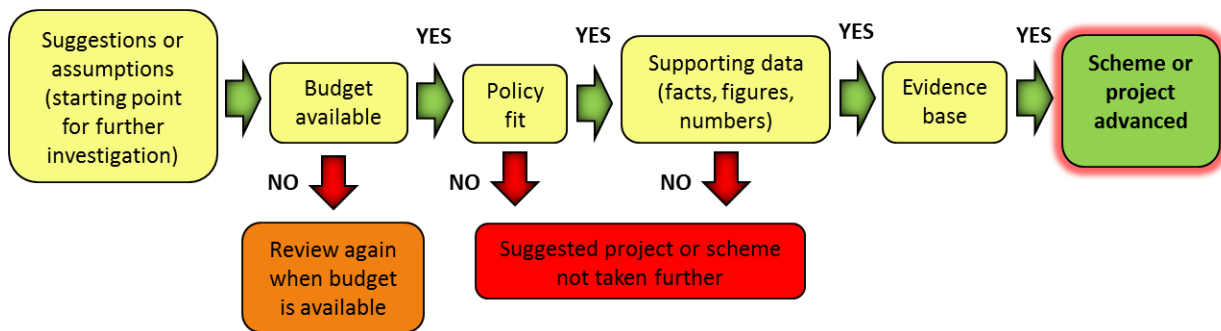 Suggestions or
assumptions
(starting point
for further
investigation)
Budget
available
YES
Policy
fit
YES
Supporting data
(facts, figures,
numbers)
YES
Evidence
base
YES
Scheme or
project
advanced
NO
NO
NO
Review again
when budget
is available
Suggested project or scheme
not taken further